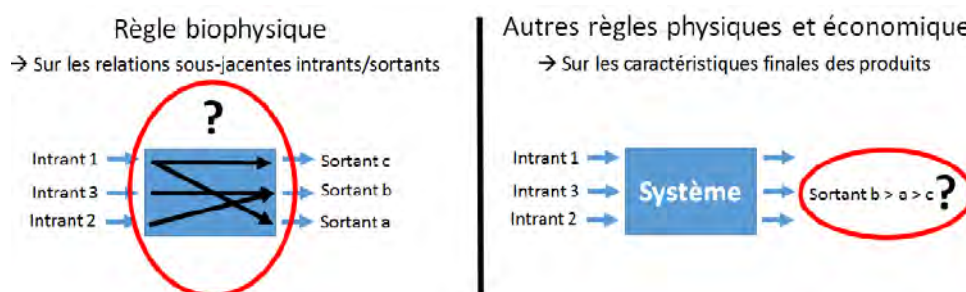 Règle biophysique
→ Sur les relations sous-jacentes intrants/sortants
?
Intrant 1
Intrant 3
Intrant 2
Sortant c
Sortant b
Sortant a
Autres règles physiques et économique
→ Sur les caractéristiques finales des produits
Intrant 1
Intrant 3
Intrant 2
Système
Sortant b > a > c ?